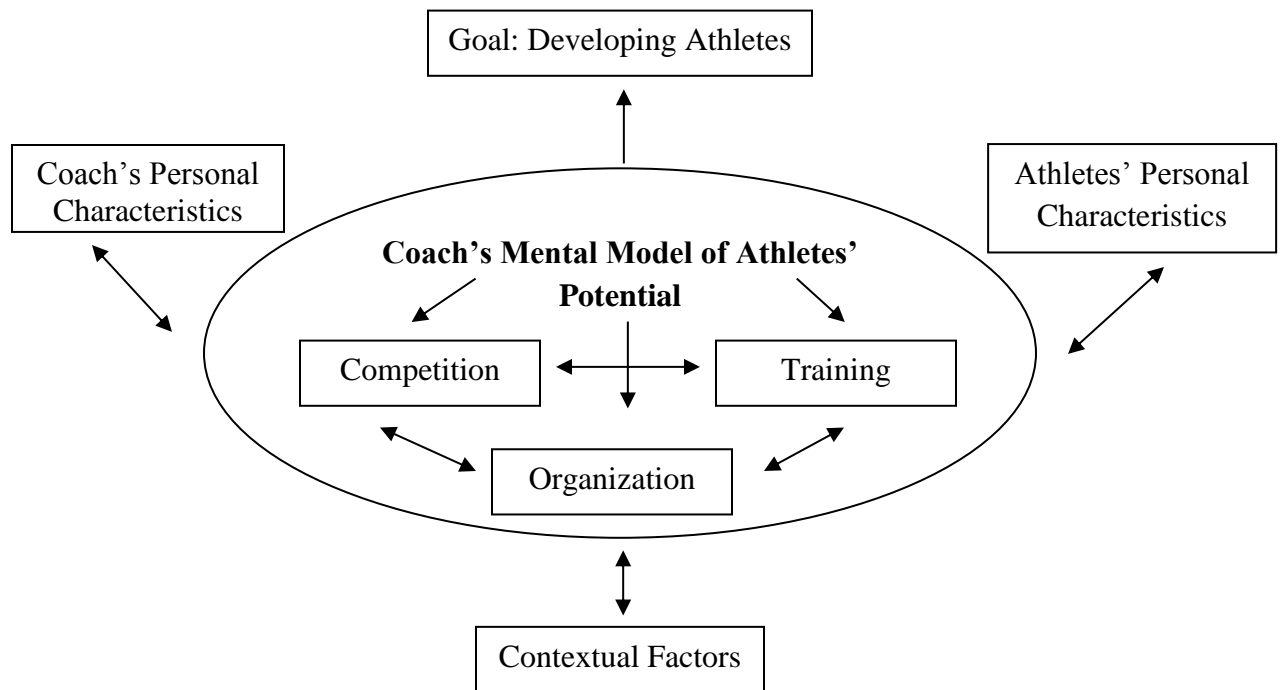 Goal: Developing Athletes
Coach’s Personal
Characteristics
Athletes’ Personal
Characteristics
Coach’s Mental Model of Athletes’
Potential
Competition
Training
Organization
Contextual Factors